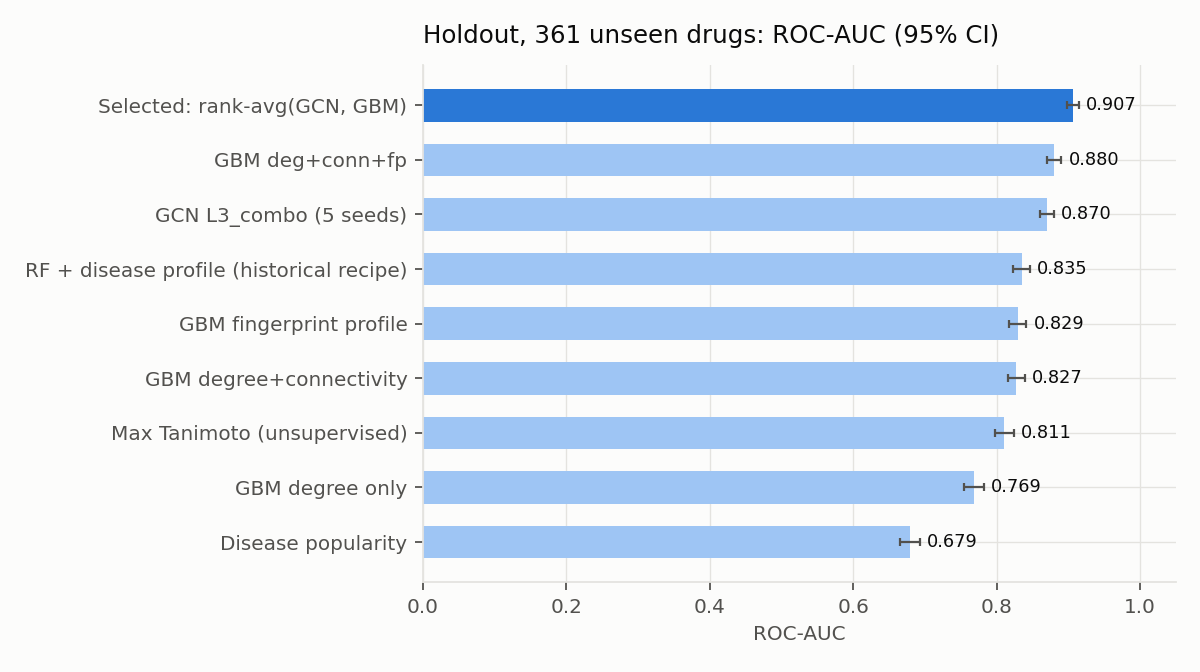 Holdout, 361 unseen drugs: ROC-AUC (95% CI)
Selected: rank-avg(GCN, GBM) 0.907
GBM deg+conn+fp 0.880
GCN L3_combo (5 seeds) 0.870
RF + disease profile (historical recipe) 0.835
GBM fingerprint profile 0.829
GBM degree+connectivity 0.827
Max Tanimoto (unsupervised) 0.811
GBM degree only 0.769
Disease popularity 0.679
0.0 0.2 0.4 0.6 0.8 1.0
ROC-AUC